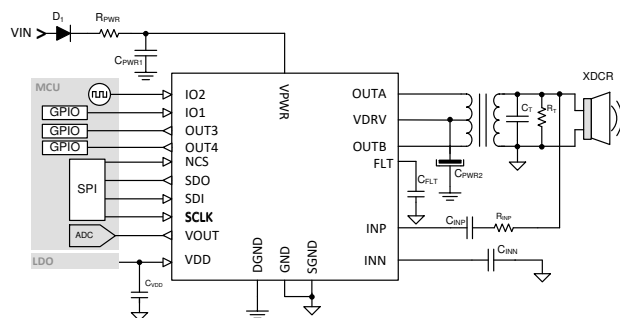 VIN
D1
RPWR
CPWR1
XDCR
MCU
IO2
GPIO
IO1
GPIO
OUT3
GPIO
OUT4
SPI
NCS
SDO
SDI
SCLK
ADC
VOUT
LDO
VDD
CVDD
VPWR
DGND
GND
SGND
OUTA
VDRV
OUTB
FLT
CFLT
CPWR2
CT
RT
INP
CINP
RINP
INN
CINN